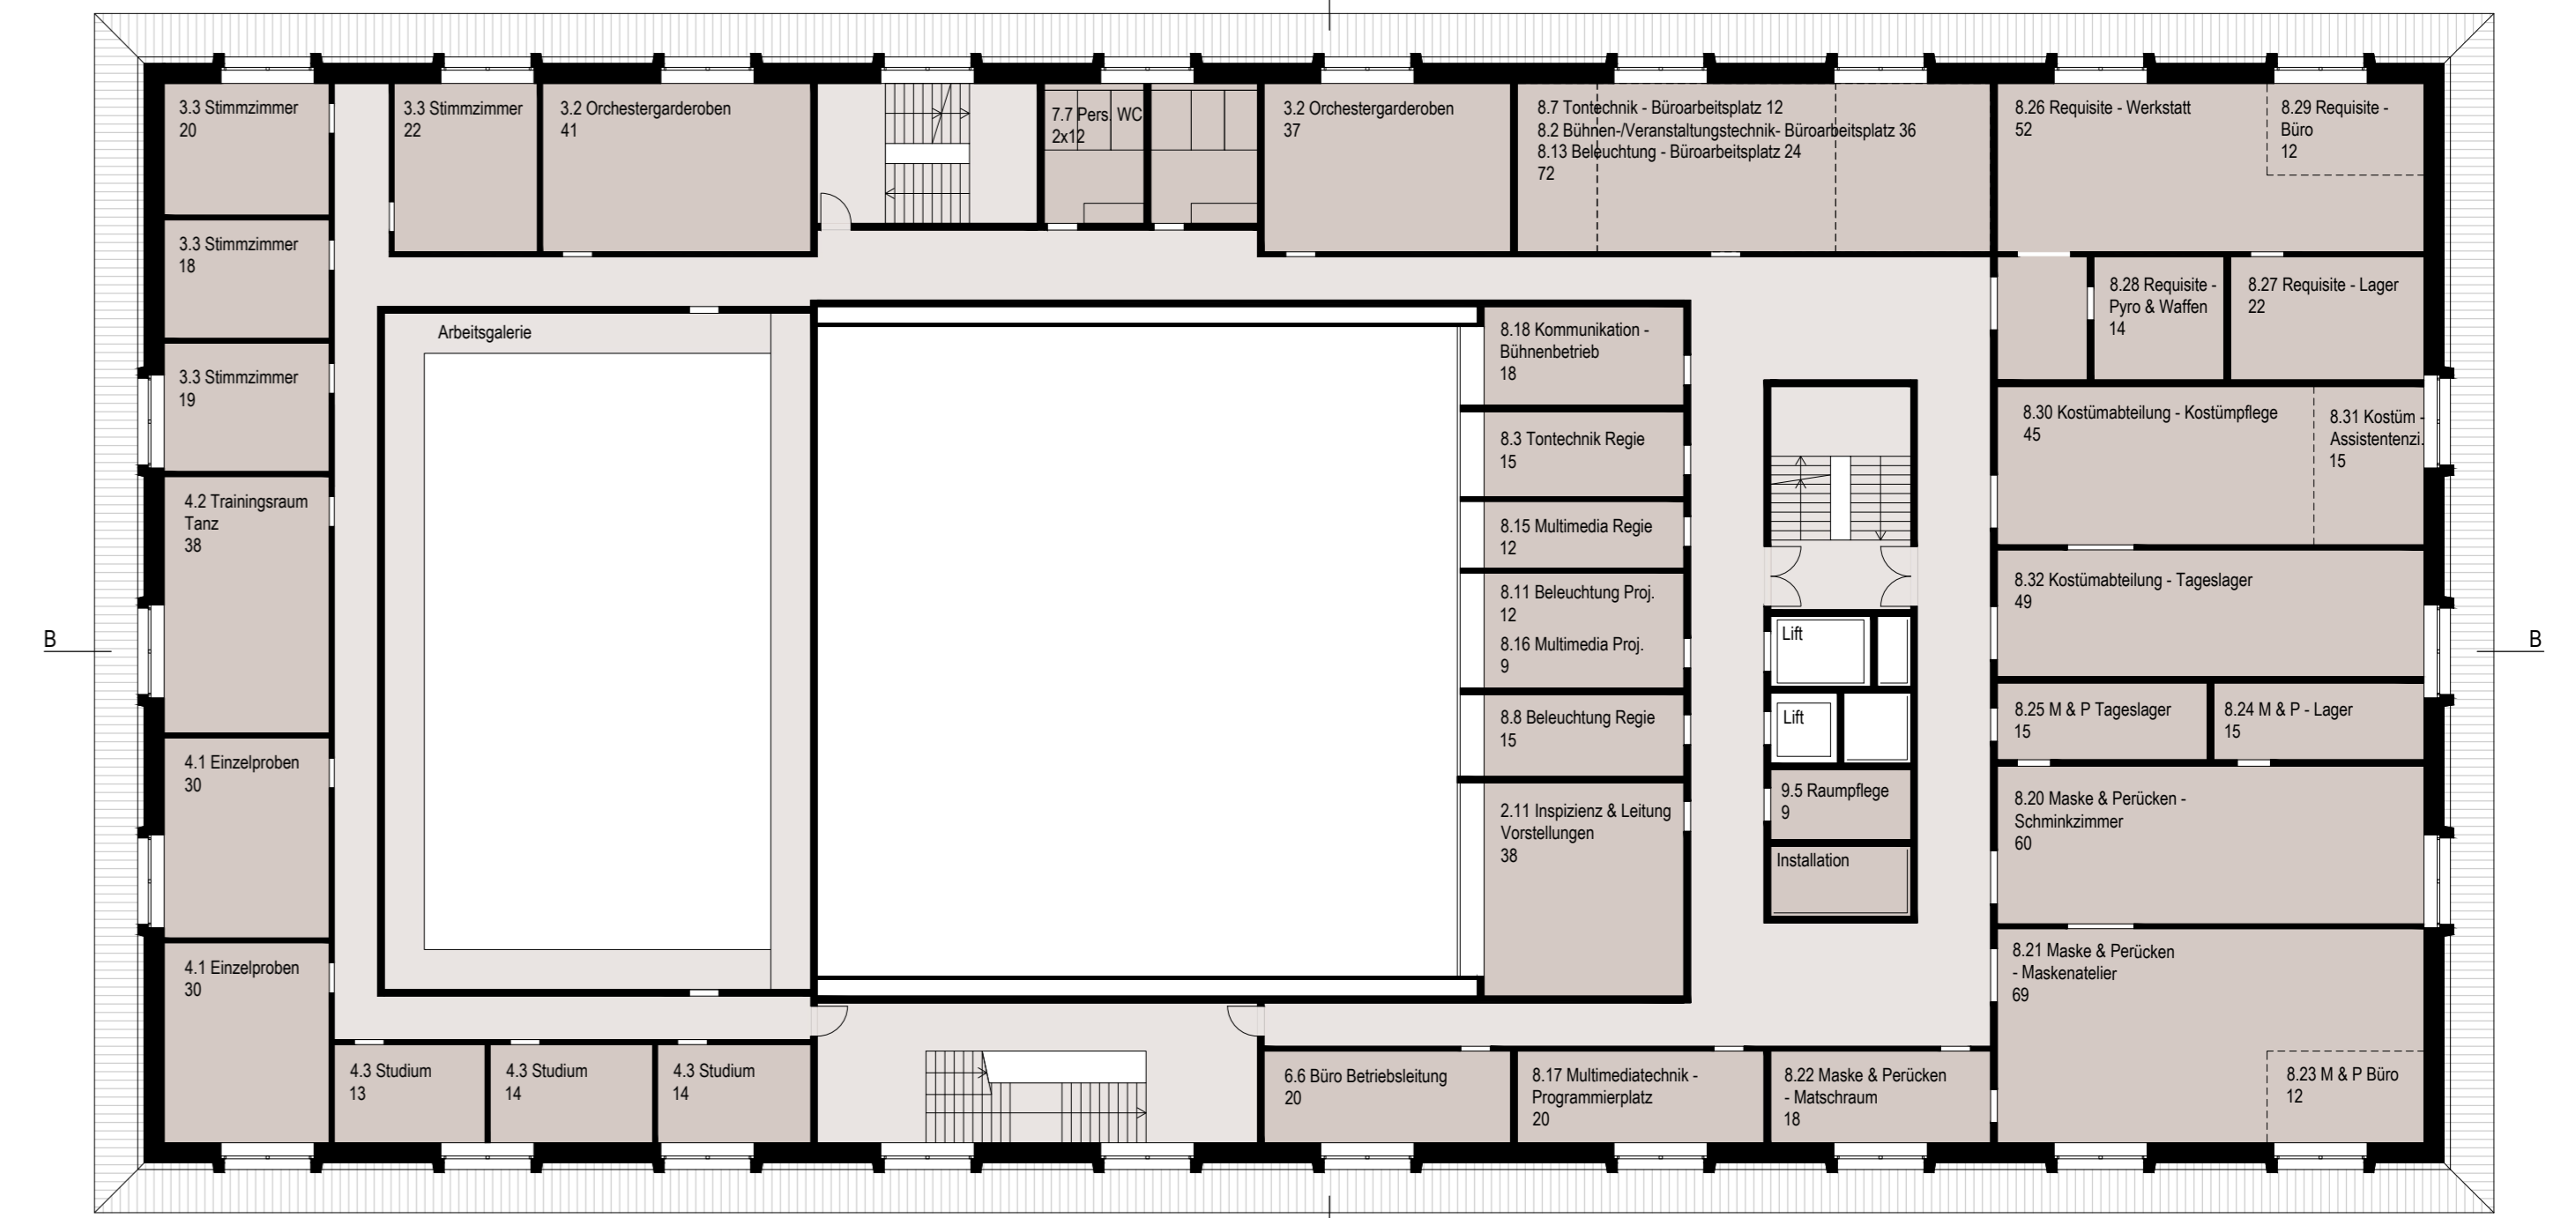 3.3 Stimmzimmer
20
3.3 Stimmzimmer
22
3.2 Orchestergarderoben
41
7.7 Pers. WC
2x12
3.2 Orchestergarderoben
37
8.7 Tontechnik - Büroarbeitsplatz 12
8.2 Bühnen-/Veranstaltungstechnik- Büroarbeitsplatz 36
8.13 Beleuchtung - Büroarbeitsplatz 24
72
8.26 Requisite - Werkstatt
52
8.29 Requisite -
Büro
12
3.3 Stimmzimmer
18
3.3 Stimmzimmer
19
4.2 Trainingsraum
Tanz
38
4.1 Einzelproben
30
4.1 Einzelproben
30
Arbeitsgalerie
8.18 Kommunikation -
Bühnenbetrieb
18
8.3 Tontechnik Regie
15
8.15 Multimedia Regie
12
8.11 Beleuchtung Proj.
12
8.16 Multimedia Proj.
9
8.8 Beleuchtung Regie
15
2.11 Inspizienz & Leitung
Vorstellungen
38
Lift
Lift
9.5 Raumpflege
9
Installation
8.28 Requisite -
Pyro & Waffen
14
8.27 Requisite - Lager
22
8.30 Kostümabteilung - Kostümpflege
45
8.31 Kostüm -
Assistentenzi.
15
8.32 Kostümabteilung - Tageslager
49
8.25 M & P Tageslager
15
8.24 M & P - Lager
15
8.20 Maske & Perücken -
Schminkzimmer
60
8.21 Maske & Perücken
- Maskenatelier
69
8.23 M & P Büro
12
4.3 Studium
13
4.3 Studium
14
4.3 Studium
14
6.6 Büro Betriebsleitung
20
8.17 Multimediatechnik -
Programmierplatz
20
8.22 Maske & Perücken
- Matschraum
18
B
B